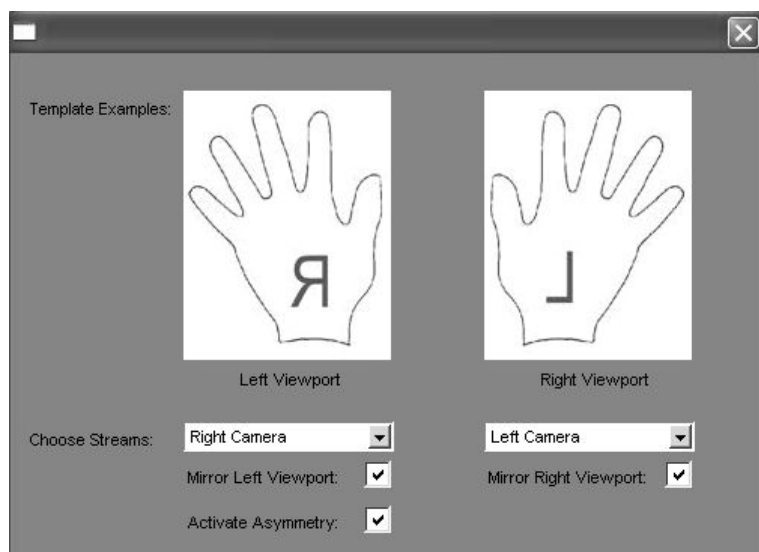 Template Examples:
R
L
Left Viewport
Right Viewport
Choose Streams:
Right Camera
Left Camera
Mirror Left Viewport:
Mirror Right Viewport:
Activate Asymmetry: